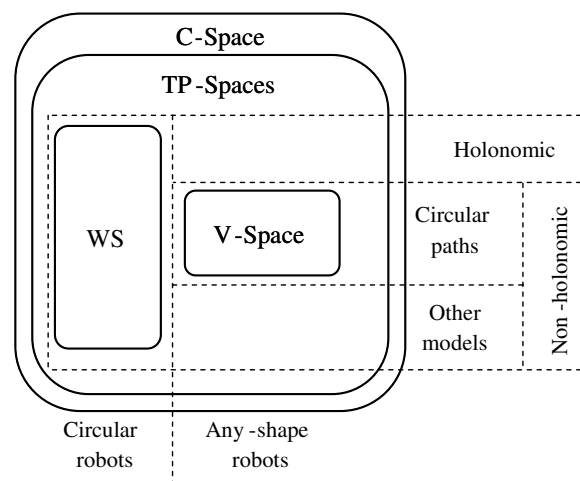 C-Space
TP-Spaces
Holonomic
WS
V-Space
Circular
paths
Non-holonomic
Other
models
Circular
robots
Any-shape
robots